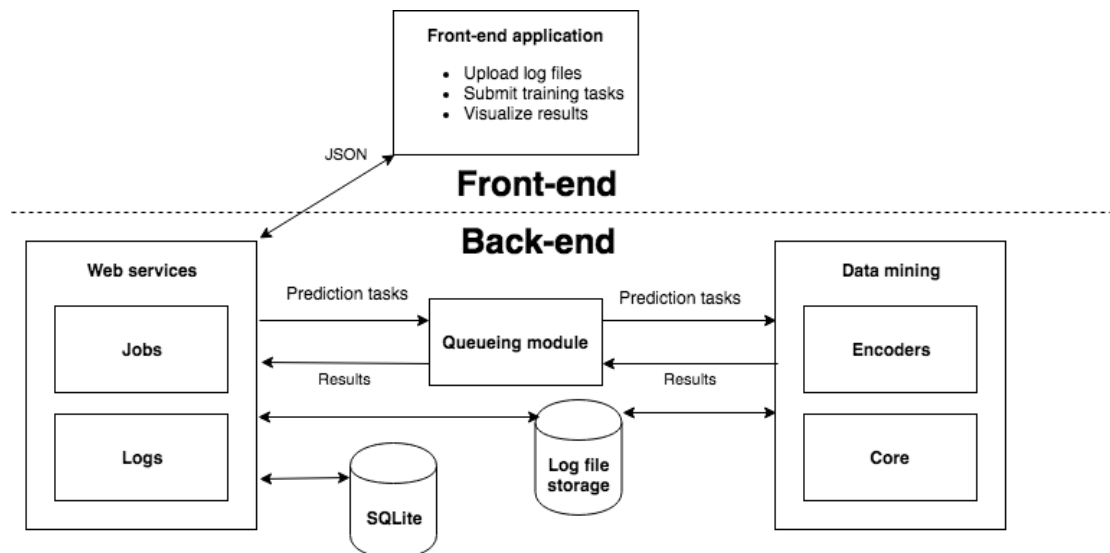 Front-end application
• Upload log files
• Submit training tasks
• Visualize results
JSON
Front-end
Back-end
Web services
Data mining
Prediction tasks
Prediction tasks
Jobs
Queueing module
Encoders
Results
Results
Logs
Log file
storage
Core
SQLite